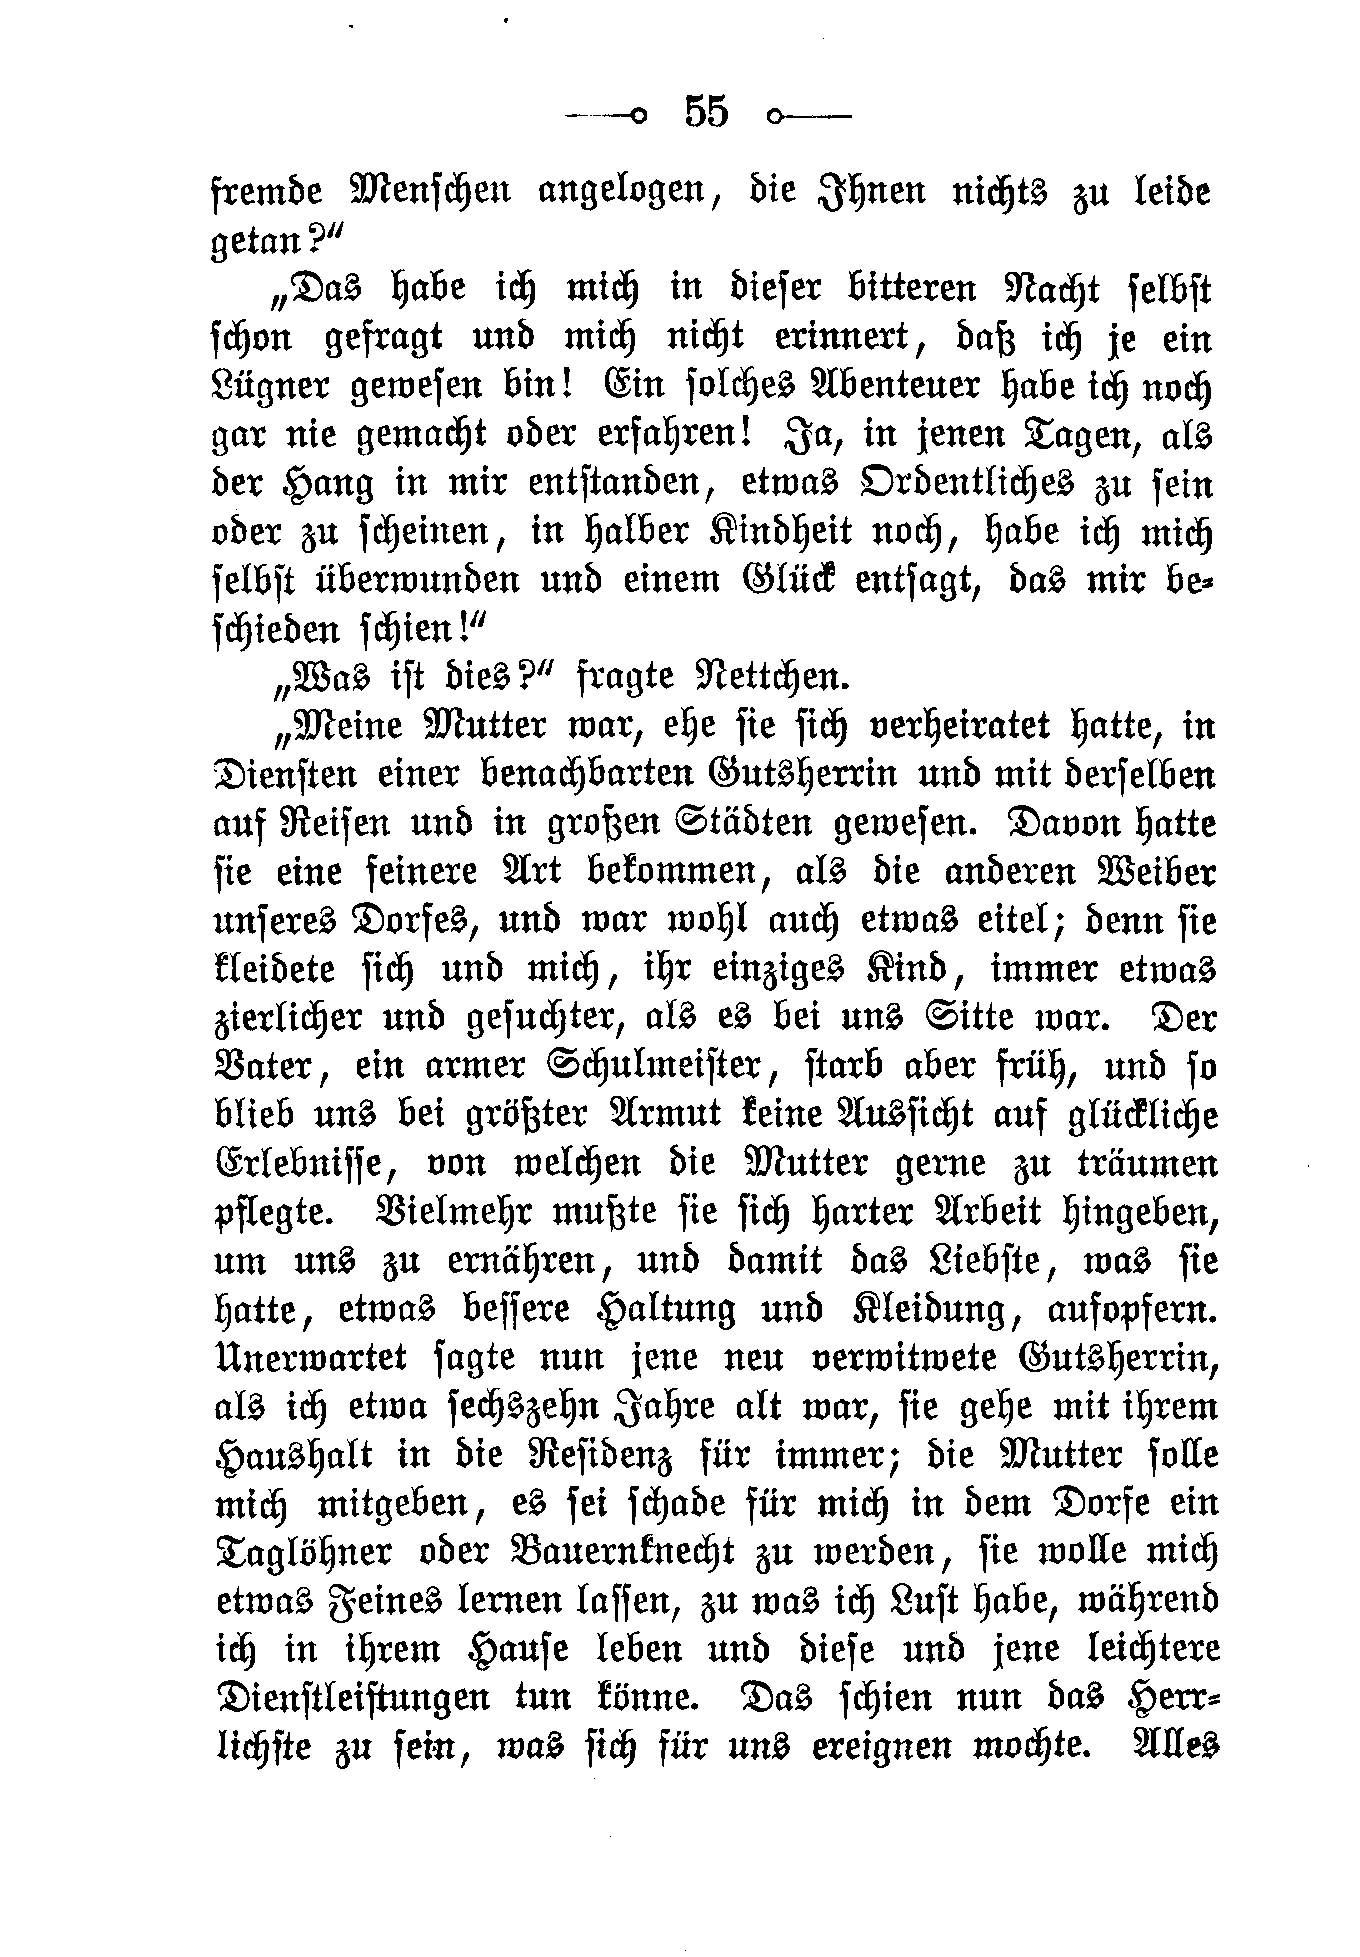 55
fremde Menschen angelogen, die Ihnen nichts zu leide
getan?"
„Das habe ich mich in dieser bitteren Nacht selbst
schon gefragt und mich nicht erinnert, daß ich je ein
Lügner gewesen bin! Ein solches Abenteuer habe ich noch
gar nie gemacht oder erfahren! Ja, in jenen Tagen, als
der Hang in mir entstanden, etwas Ordentliches zu sein
oder zu scheinen, in halber Kindheit noch, habe ich mich
selbst überwunden und einem Glück entsagt, das mir be-
schieden schien!"
„Was ist dies?" fragte Nettchen.
„Meine Mutter war, ehe sie sich verheiratet hatte, in
Diensten einer benachbarten Gutsherrin und mit derselben
auf Reisen und in großen Städten gewesen. Davon hatte
sie eine feinere Art bekommen, als die anderen Weiber
unseres Dorfes, und war wohl auch etwas eitel; denn sie
kleidete sich und mich, ihr einziges Kind, immer etwas
zierlicher und gesuchter, als es bei uns Sitte war. Der
Vater, ein armer Schulmeister, starb aber früh, und so
blieb uns bei größter Armut keine Aussicht auf glückliche
Erlebnisse, von welchen die Mutter gerne zu träumen
pflegte. Vielmehr mußte sie sich harter Arbeit hingeben,
um uns zu ernähren, und damit das Liebste, was sie
hatte, etwas bessere Haltung und Kleidung, aufopfern.
Unerwartet sagte nun jene neu verwitwete Gutsherrin,
als ich etwa sechszehn Jahre alt war, sie gehe mit ihrem
Haushalt in die Residenz für immer; die Mutter solle
mich mitgeben, es sei schade für mich in dem Dorfe ein
Taglöhner oder Bauernknecht zu werden, sie wolle mich
etwas Feines lernen lassen, zu was ich Lust habe, während
ich in ihrem Hause leben und diese und jene leichtere
Dienstleistungen tun könne. Das schien nun das Herr-
lichste zu sein, was sich für uns ereignen mochte. Alles